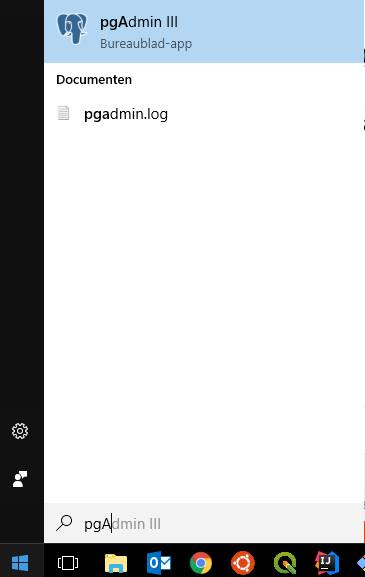 pgAdmin III
Bureaublad-app
Documenten
pgadmin.log
pgAdmin III